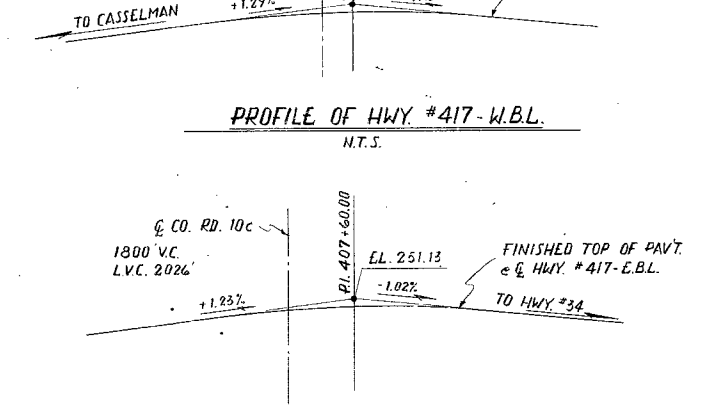 TO CASSELMAN
+1.29%
PROFILE OF HWY. #417-W.B.L.
N.T.S.
℄ CO. RD. 10c
1800' V.C.
L.V.C. 2026'
P.I. 407+60.00
EL. 251.13
FINISHED TOP OF PAV'T.
@ ℄ HWY. #417-E.B.L.
+1.23%
-1.02%
TO HWY. #34